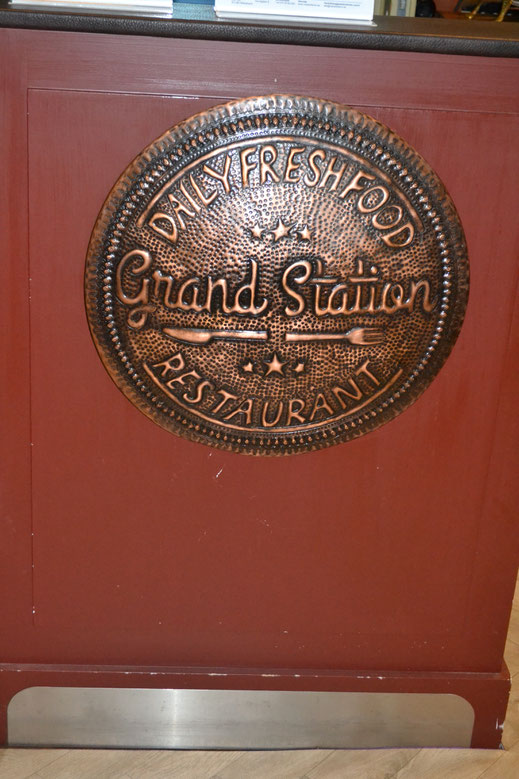 DAILY FRESH FOOD
Grand Station
RESTAURANT